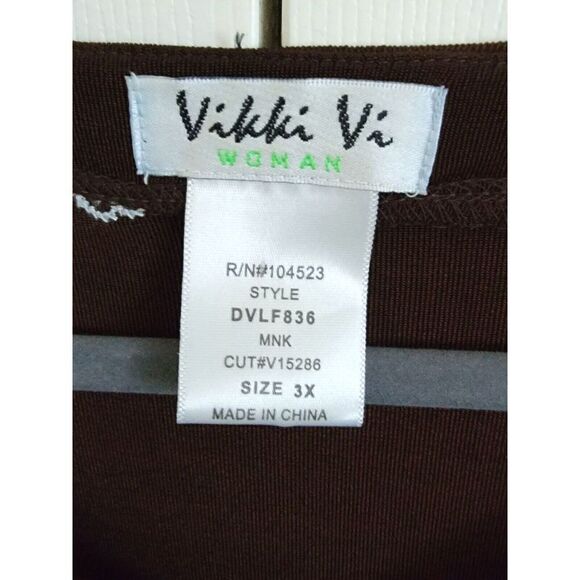 Vikki Vi
WOMAN
R/N#104523
STYLE
DVLF836
MNK
CUT#V15286
SIZE 3X
MADE IN CHINA